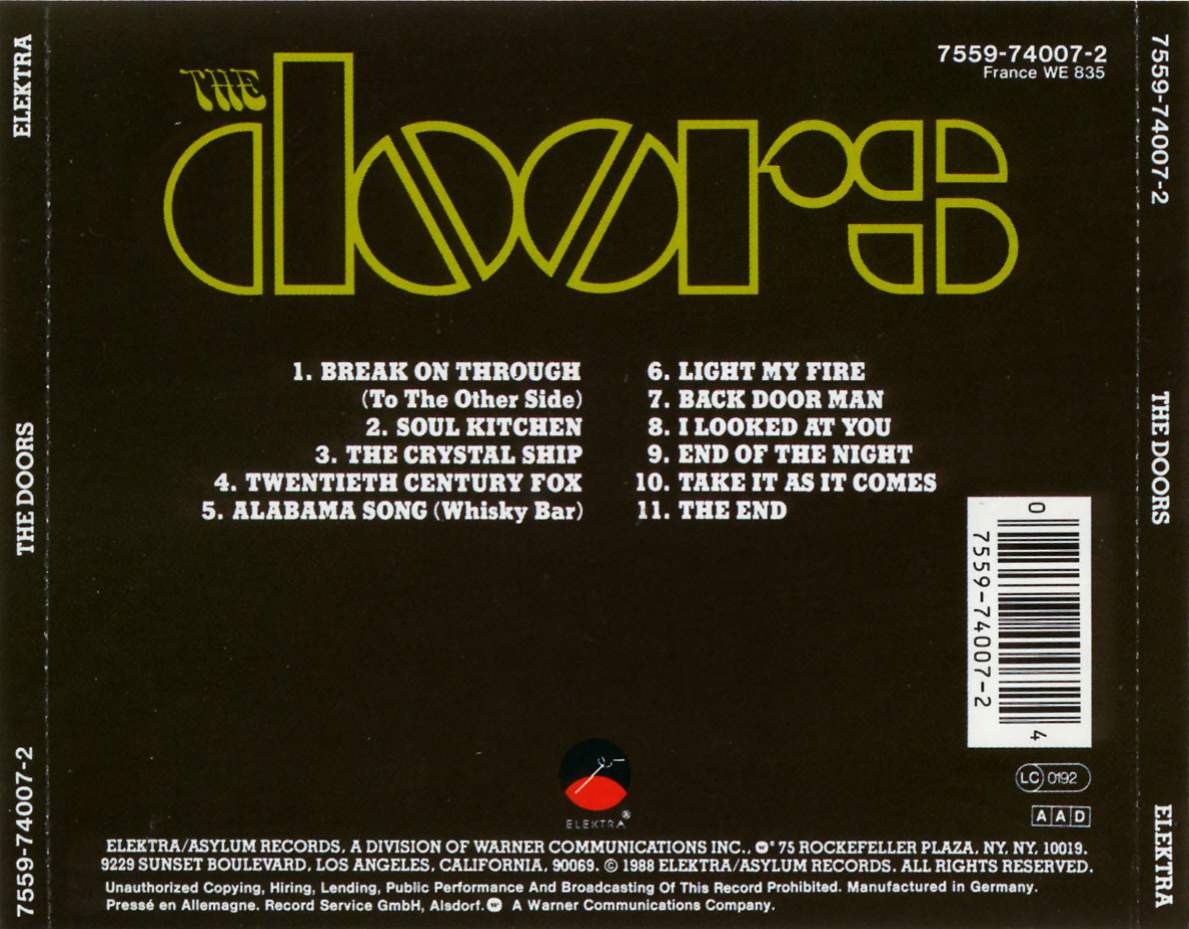 THE
doors
7559-74007-2
France WE 835
1. BREAK ON THROUGH
(To The Other Side)
2. SOUL KITCHEN
3. THE CRYSTAL SHIP
4. TWENTIETH CENTURY FOX
5. ALABAMA SONG (Whisky Bar)
6. LIGHT MY FIRE
7. BACK DOOR MAN
8. I LOOKED AT YOU
9. END OF THE NIGHT
10. TAKE IT AS IT COMES
11. THE END
0 7559-74007-2 4
LC 0192
A A D
ELEKTRA®
ELEKTRA/ASYLUM RECORDS, A DIVISION OF WARNER COMMUNICATIONS INC., • 75 ROCKEFELLER PLAZA, NY, NY, 10019.
9229 SUNSET BOULEVARD, LOS ANGELES, CALIFORNIA, 90069. © 1988 ELEKTRA/ASYLUM RECORDS. ALL RIGHTS RESERVED.
Unauthorized Copying, Hiring, Lending, Public Performance And Broadcasting Of This Record Prohibited. Manufactured in Germany.
Pressé en Allemagne. Record Service GmbH, Alsdorf. A Warner Communications Company.
ELEKTRA
THE DOORS
7559-74007-2
7559-74007-2
THE DOORS
ELEKTRA